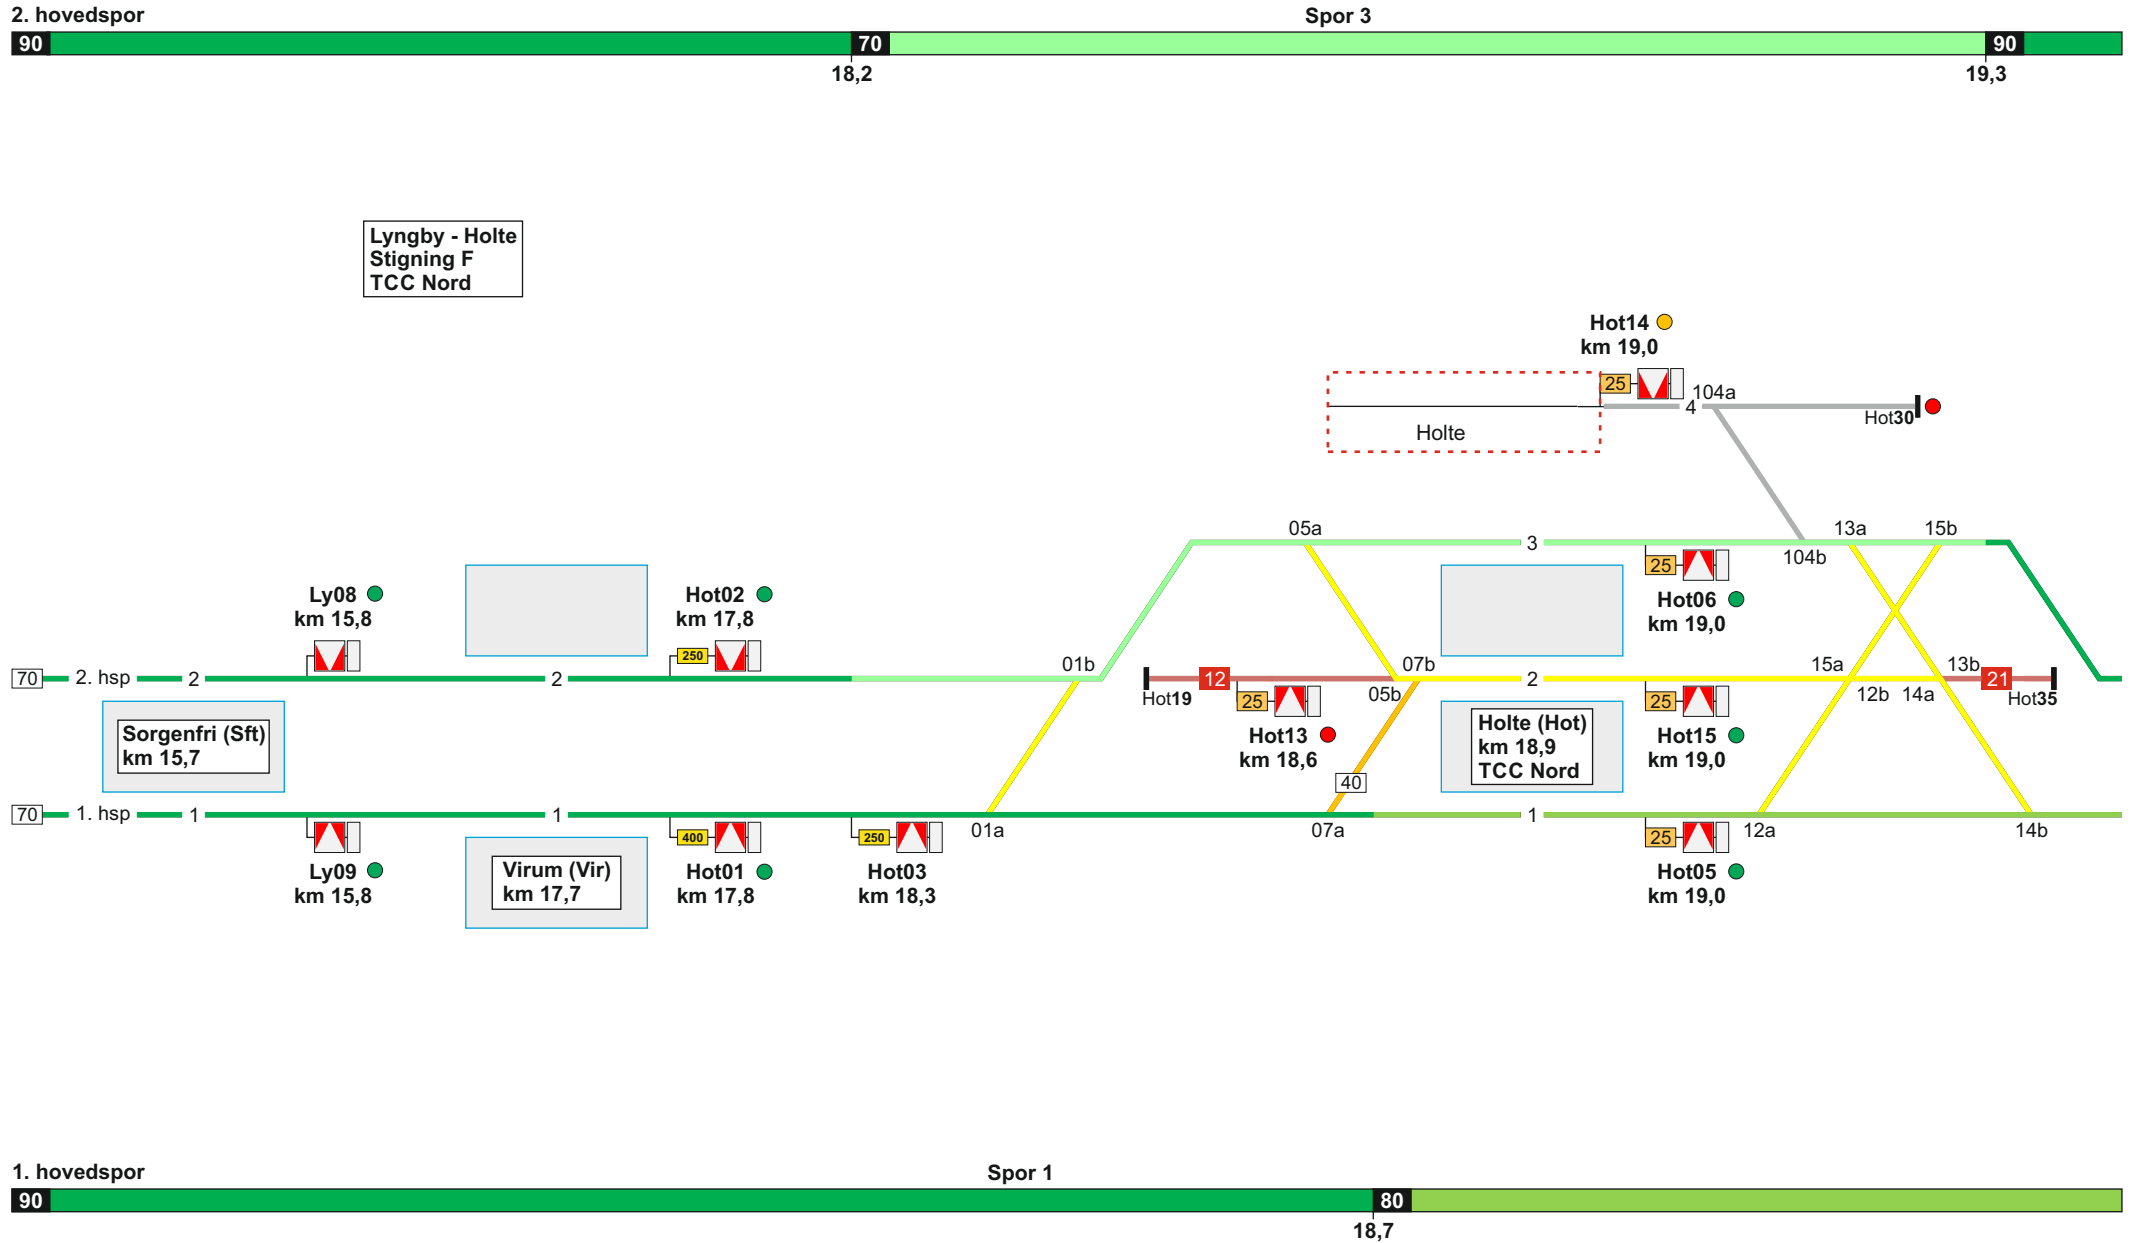 2. hovedspor
Spor 3
90
70
90
18,2
19,3
Lyngby - Holte
Stigning F
TCC Nord
Hot14
km 19,0
25
104a
4
Hot30
Holte
05a
3
13a
15b
104b
25
Hot06
km 19,0
Ly08
km 15,8
Hot02
km 17,8
250
70
2. hsp
2
2
01b
12
07b
2
15a
13b
21
Hot19
25
05b
25
12b
14a
Hot35
Sorgenfri (Sft)
km 15,7
Hot13
km 18,6
Holte (Hot)
km 18,9
TCC Nord
Hot15
km 19,0
40
70
1. hsp
1
1
1
400
250
01a
07a
25
12a
14b
Ly09
km 15,8
Virum (Vir)
km 17,7
Hot01
km 17,8
Hot03
km 18,3
Hot05
km 19,0
1. hovedspor
Spor 1
90
80
18,7